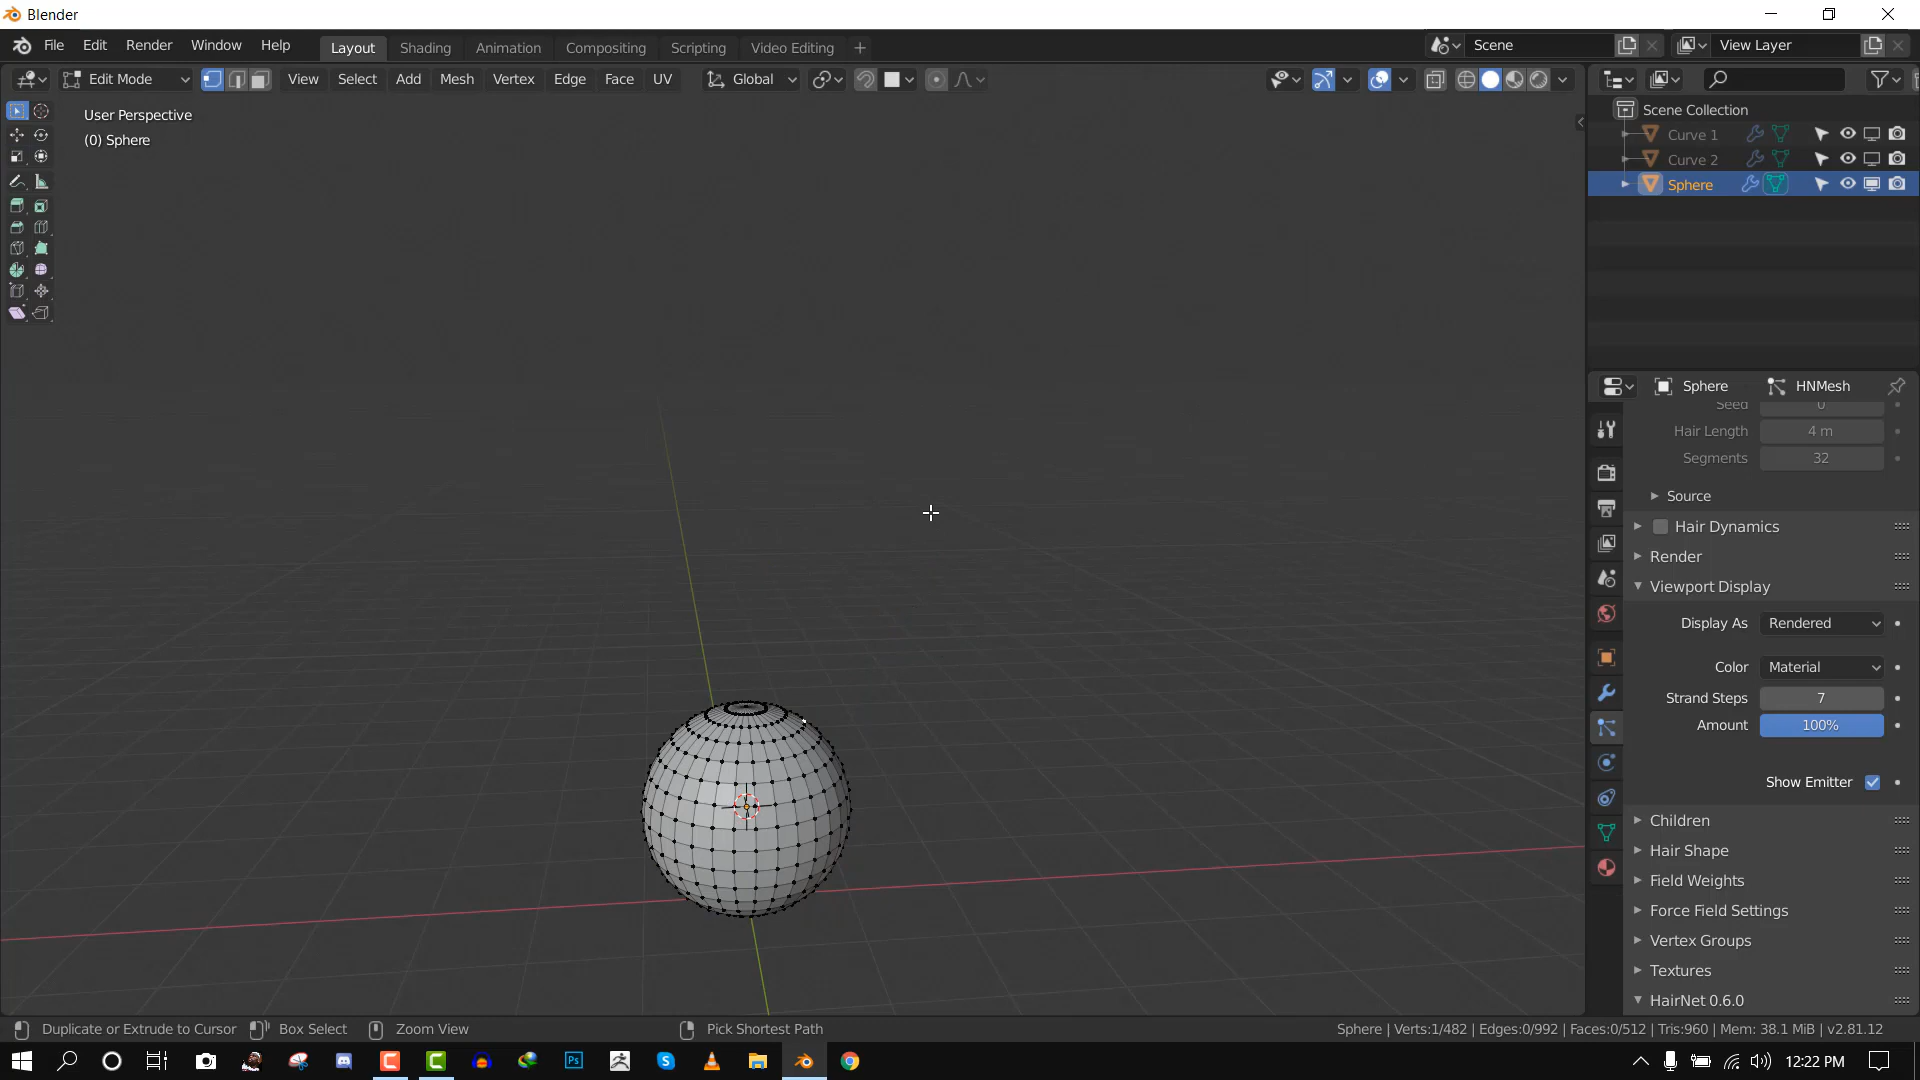 Blender
File Edit Render Window Help Layout Shading Animation Compositing Scripting Video Editing + Scene View Layer
Edit Mode View Select Add Mesh Vertex Edge Face UV Global
User Perspective
(0) Sphere
Scene Collection
Curve 1
Curve 2
Sphere
Sphere HNMesh
Seed 0
Hair Length 4 m
Segments 32
Source
Hair Dynamics
Render
Viewport Display
Display As Rendered
Color Material
Strand Steps 7
Amount 100%
Show Emitter
Children
Hair Shape
Field Weights
Force Field Settings
Vertex Groups
Textures
HairNet 0.6.0
Duplicate or Extrude to Cursor Box Select Zoom View Pick Shortest Path Sphere | Verts:1/482 | Edges:0/992 | Faces:0/512 | Tris:960 | Mem: 38.1 MiB | v2.81.12
12:22 PM